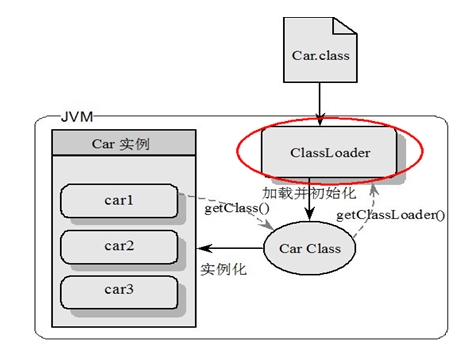 Car.class
JVM
Car 实例
ClassLoader
加载并初始化
car1
getClass()
getClassLoader()
car2
Car Class
实例化
car3